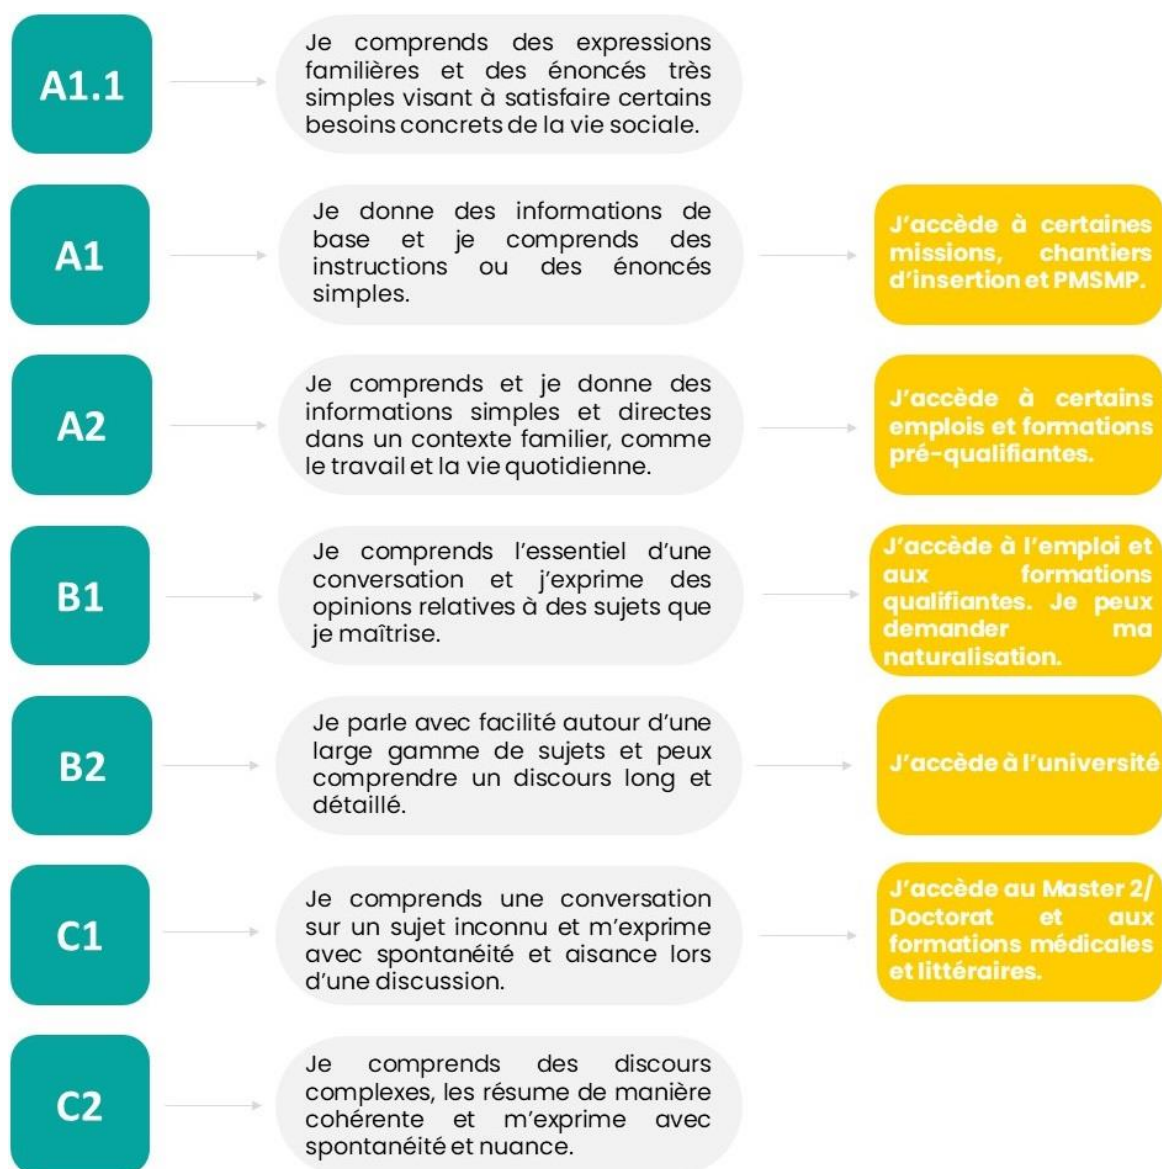 A1.1
Je comprends des expressions
familières et des énoncés très
simples visant à satisfaire certains
besoins concrets de la vie sociale.
A1
Je donne des informations de
base et je comprends des
instructions ou des énoncés
simples.
J'accède à certaines
missions, chantiers
d'insertion et PMSMP.
A2
Je comprends et je donne des
informations simples et directes
dans un contexte familier, comme
le travail et la vie quotidienne.
J'accède à certains
emplois et formations
pré-qualifiantes.
B1
Je comprends l'essentiel d'une
conversation et j'exprime des
opinions relatives à des sujets que
je maîtrise.
J'accède à l'emploi et
aux formations
qualifiantes. Je peux
demander ma
naturalisation.
B2
Je parle avec facilité autour d'une
large gamme de sujets et peux
comprendre un discours long et
détaillé.
J'accède à l'université
C1
Je comprends une conversation
sur un sujet inconnu et m'exprime
avec spontanéité et aisance lors
d'une discussion.
J'accède au Master 2/
Doctorat et aux
formations médicales
et littéraires.
C2
Je comprends des discours
complexes, les résume de manière
cohérente et m'exprime avec
spontanéité et nuance.